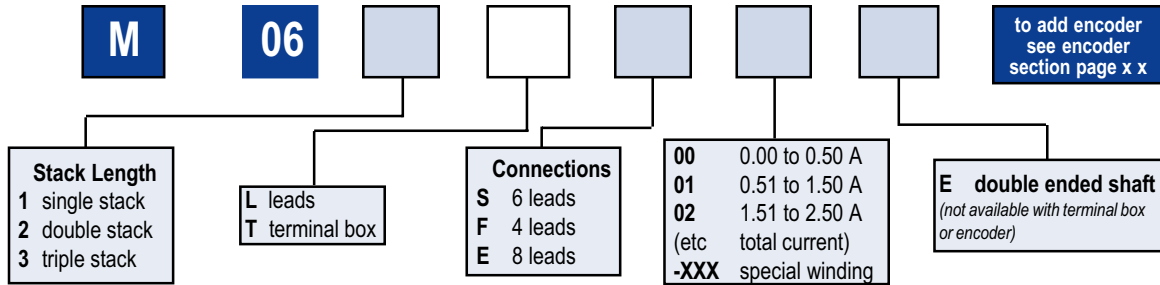 M
06
to add encoder
see encoder
section page x x
Stack Length
1 single stack
2 double stack
3 triple stack
L leads
T terminal box
Connections
S 6 leads
F 4 leads
E 8 leads
00 0.00 to 0.50 A
01 0.51 to 1.50 A
02 1.51 to 2.50 A
(etc total current)
-XXX special winding
E double ended shaft
(not available with terminal box
or encoder)